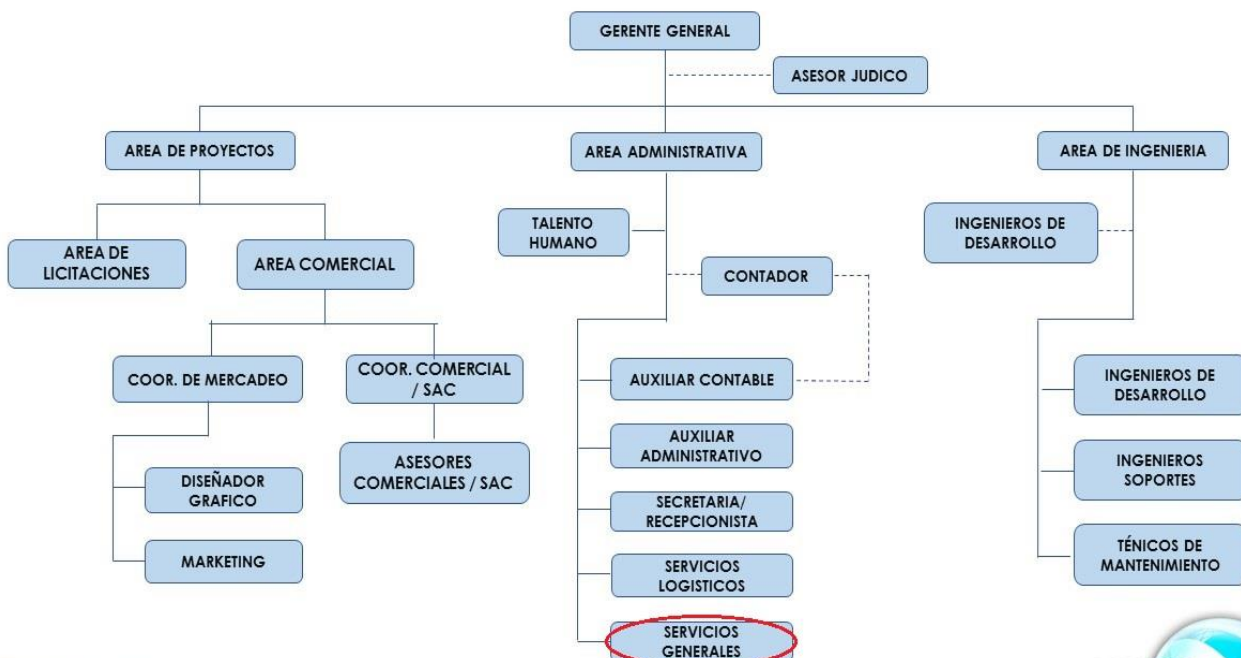 GERENTE GENERAL
ASESOR JUDICO
AREA DE PROYECTOS
AREA ADMINISTRATIVA
AREA DE INGENIERIA
AREA DE
LICITACIONES
AREA COMERCIAL
TALENTO
HUMANO
CONTADOR
INGENIEROS DE
DESARROLLO
COOR. DE MERCADEO
COOR. COMERCIAL
/ SAC
DISEÑADOR
GRAFICO
MARKETING
ASESORES
COMERCIALES / SAC
AUXILIAR CONTABLE
AUXILIAR
ADMINISTRATIVO
SECRETARIA/
RECEPCIONISTA
SERVICIOS
LOGISTICOS
SERVICIOS
GENERALES
INGENIEROS DE
DESARROLLO
INGENIEROS
SOPORTES
TÉNICOS DE
MANTENIMIENTO